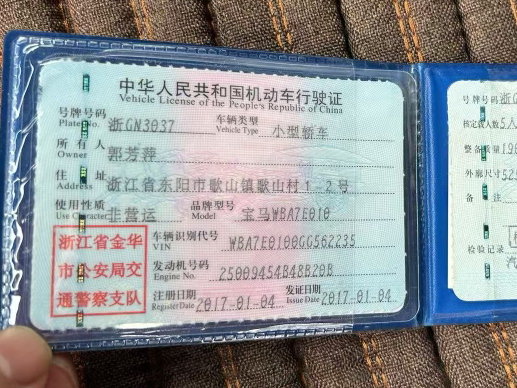 中华人民共和国机动车行驶证
Vehicle License of the People's Republic of China
号牌号码 浙GN3037 车辆类型 小型轿车
Plate No. Vehicle Type
所有人 郭芳萍
Owner
住址 浙江省东阳市歌山镇歌山村1-2号
Address
使用性质 非营运 品牌型号 宝马WBA7E010
Use Character Model
浙江省金华
市公安局交
通警察支队
车辆识别代号 WBA7E0100GG562235
VIN
发动机号码 25009454B48B20B
Engine No.
注册日期 2017-01-04 发证日期 2017-01-04
Register Date Issue Date
号牌号码 浙G
核定载人数 5人
整备质量
外廓尺寸
备注
检验记录